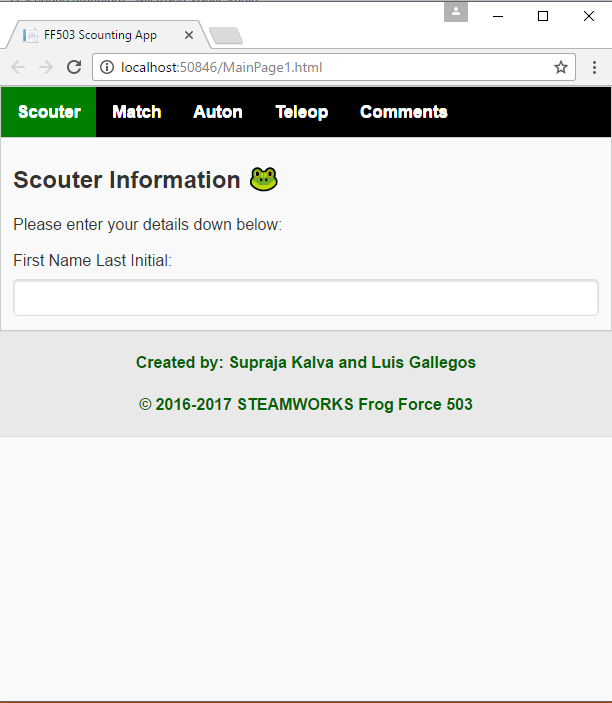 FF503 Scounting App
localhost:50846/MainPage1.html
Scouter Match Auton Teleop Comments
Scouter Information
Please enter your details down below:
First Name Last Initial:
Created by: Supraja Kalva and Luis Gallegos
© 2016-2017 STEAMWORKS Frog Force 503